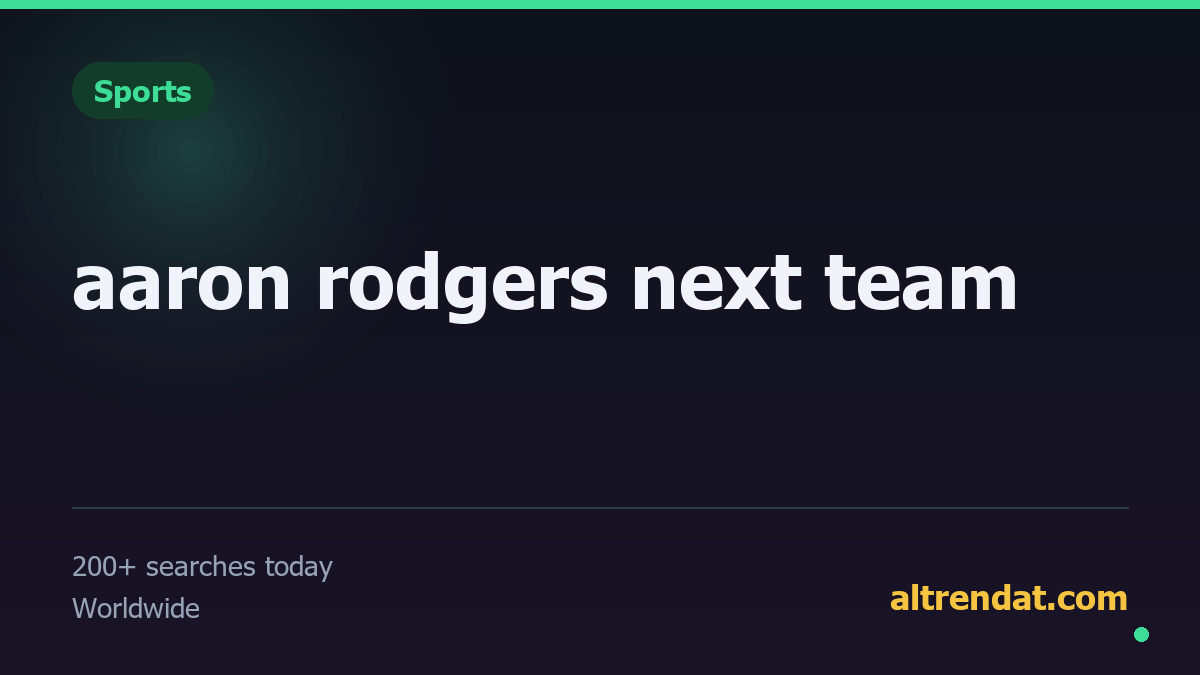 Sports
aaron rodgers next team
200+ searches today
Worldwide
altrendat.com